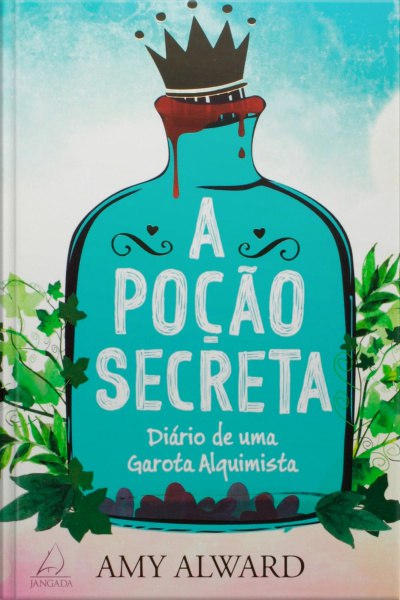 A
POÇÃO
SECRETA
Diário de uma
Garota Alquimista
JANGADA
AMY ALWARD